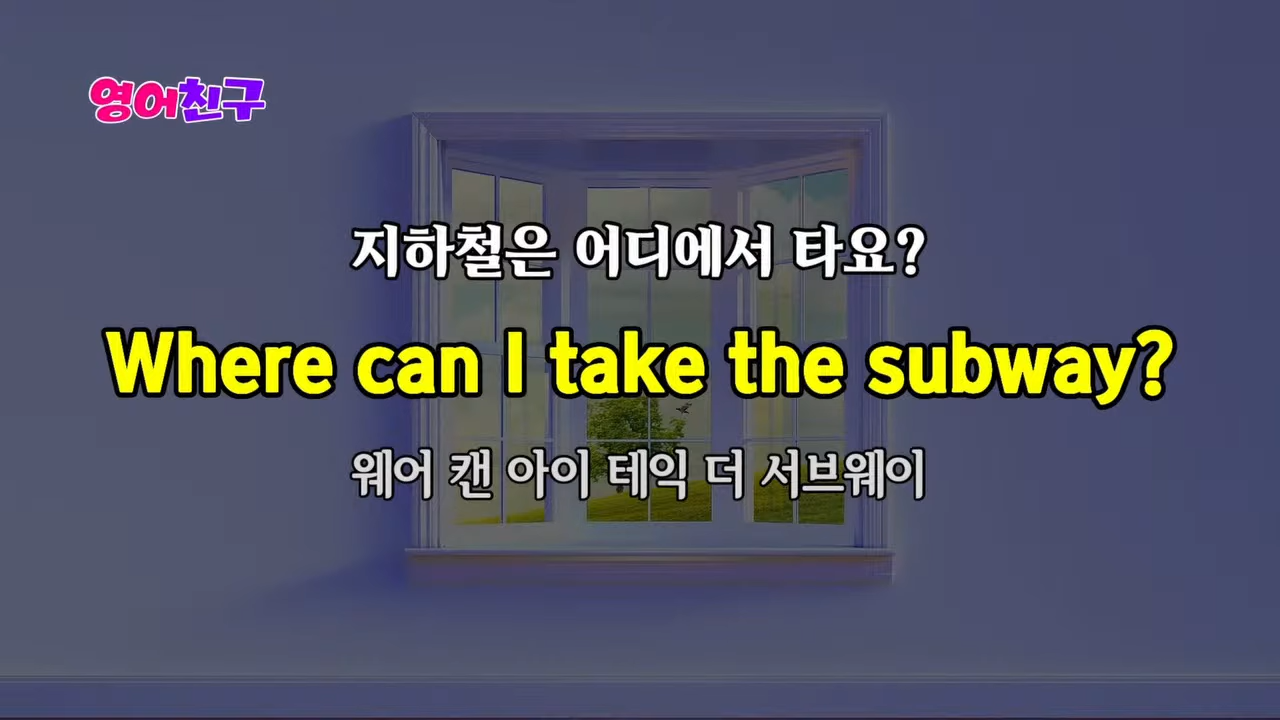 영어친구
지하철은 어디에서 타요?
Where can I take the subway?
웨어 캔 아이 테익 더 서브웨이